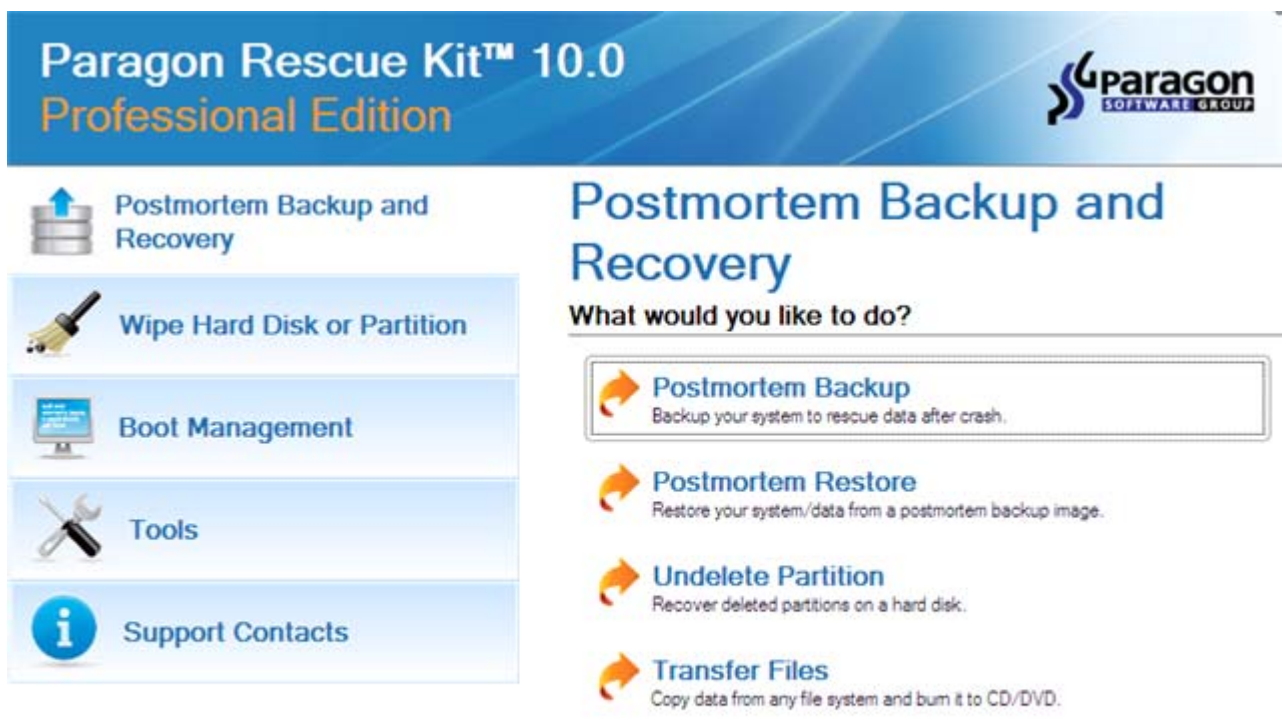 Paragon Rescue Kit™ 10.0
Professional Edition
Paragon
SOFTWARE GROUP
Postmortem Backup and
Recovery
Wipe Hard Disk or Partition
Boot Management
Tools
Support Contacts
Postmortem Backup and
Recovery
What would you like to do?
Postmortem Backup
Backup your system to rescue data after crash.
Postmortem Restore
Restore your system/data from a postmortem backup image.
Undelete Partition
Recover deleted partitions on a hard disk.
Transfer Files
Copy data from any file system and burn it to CD/DVD.